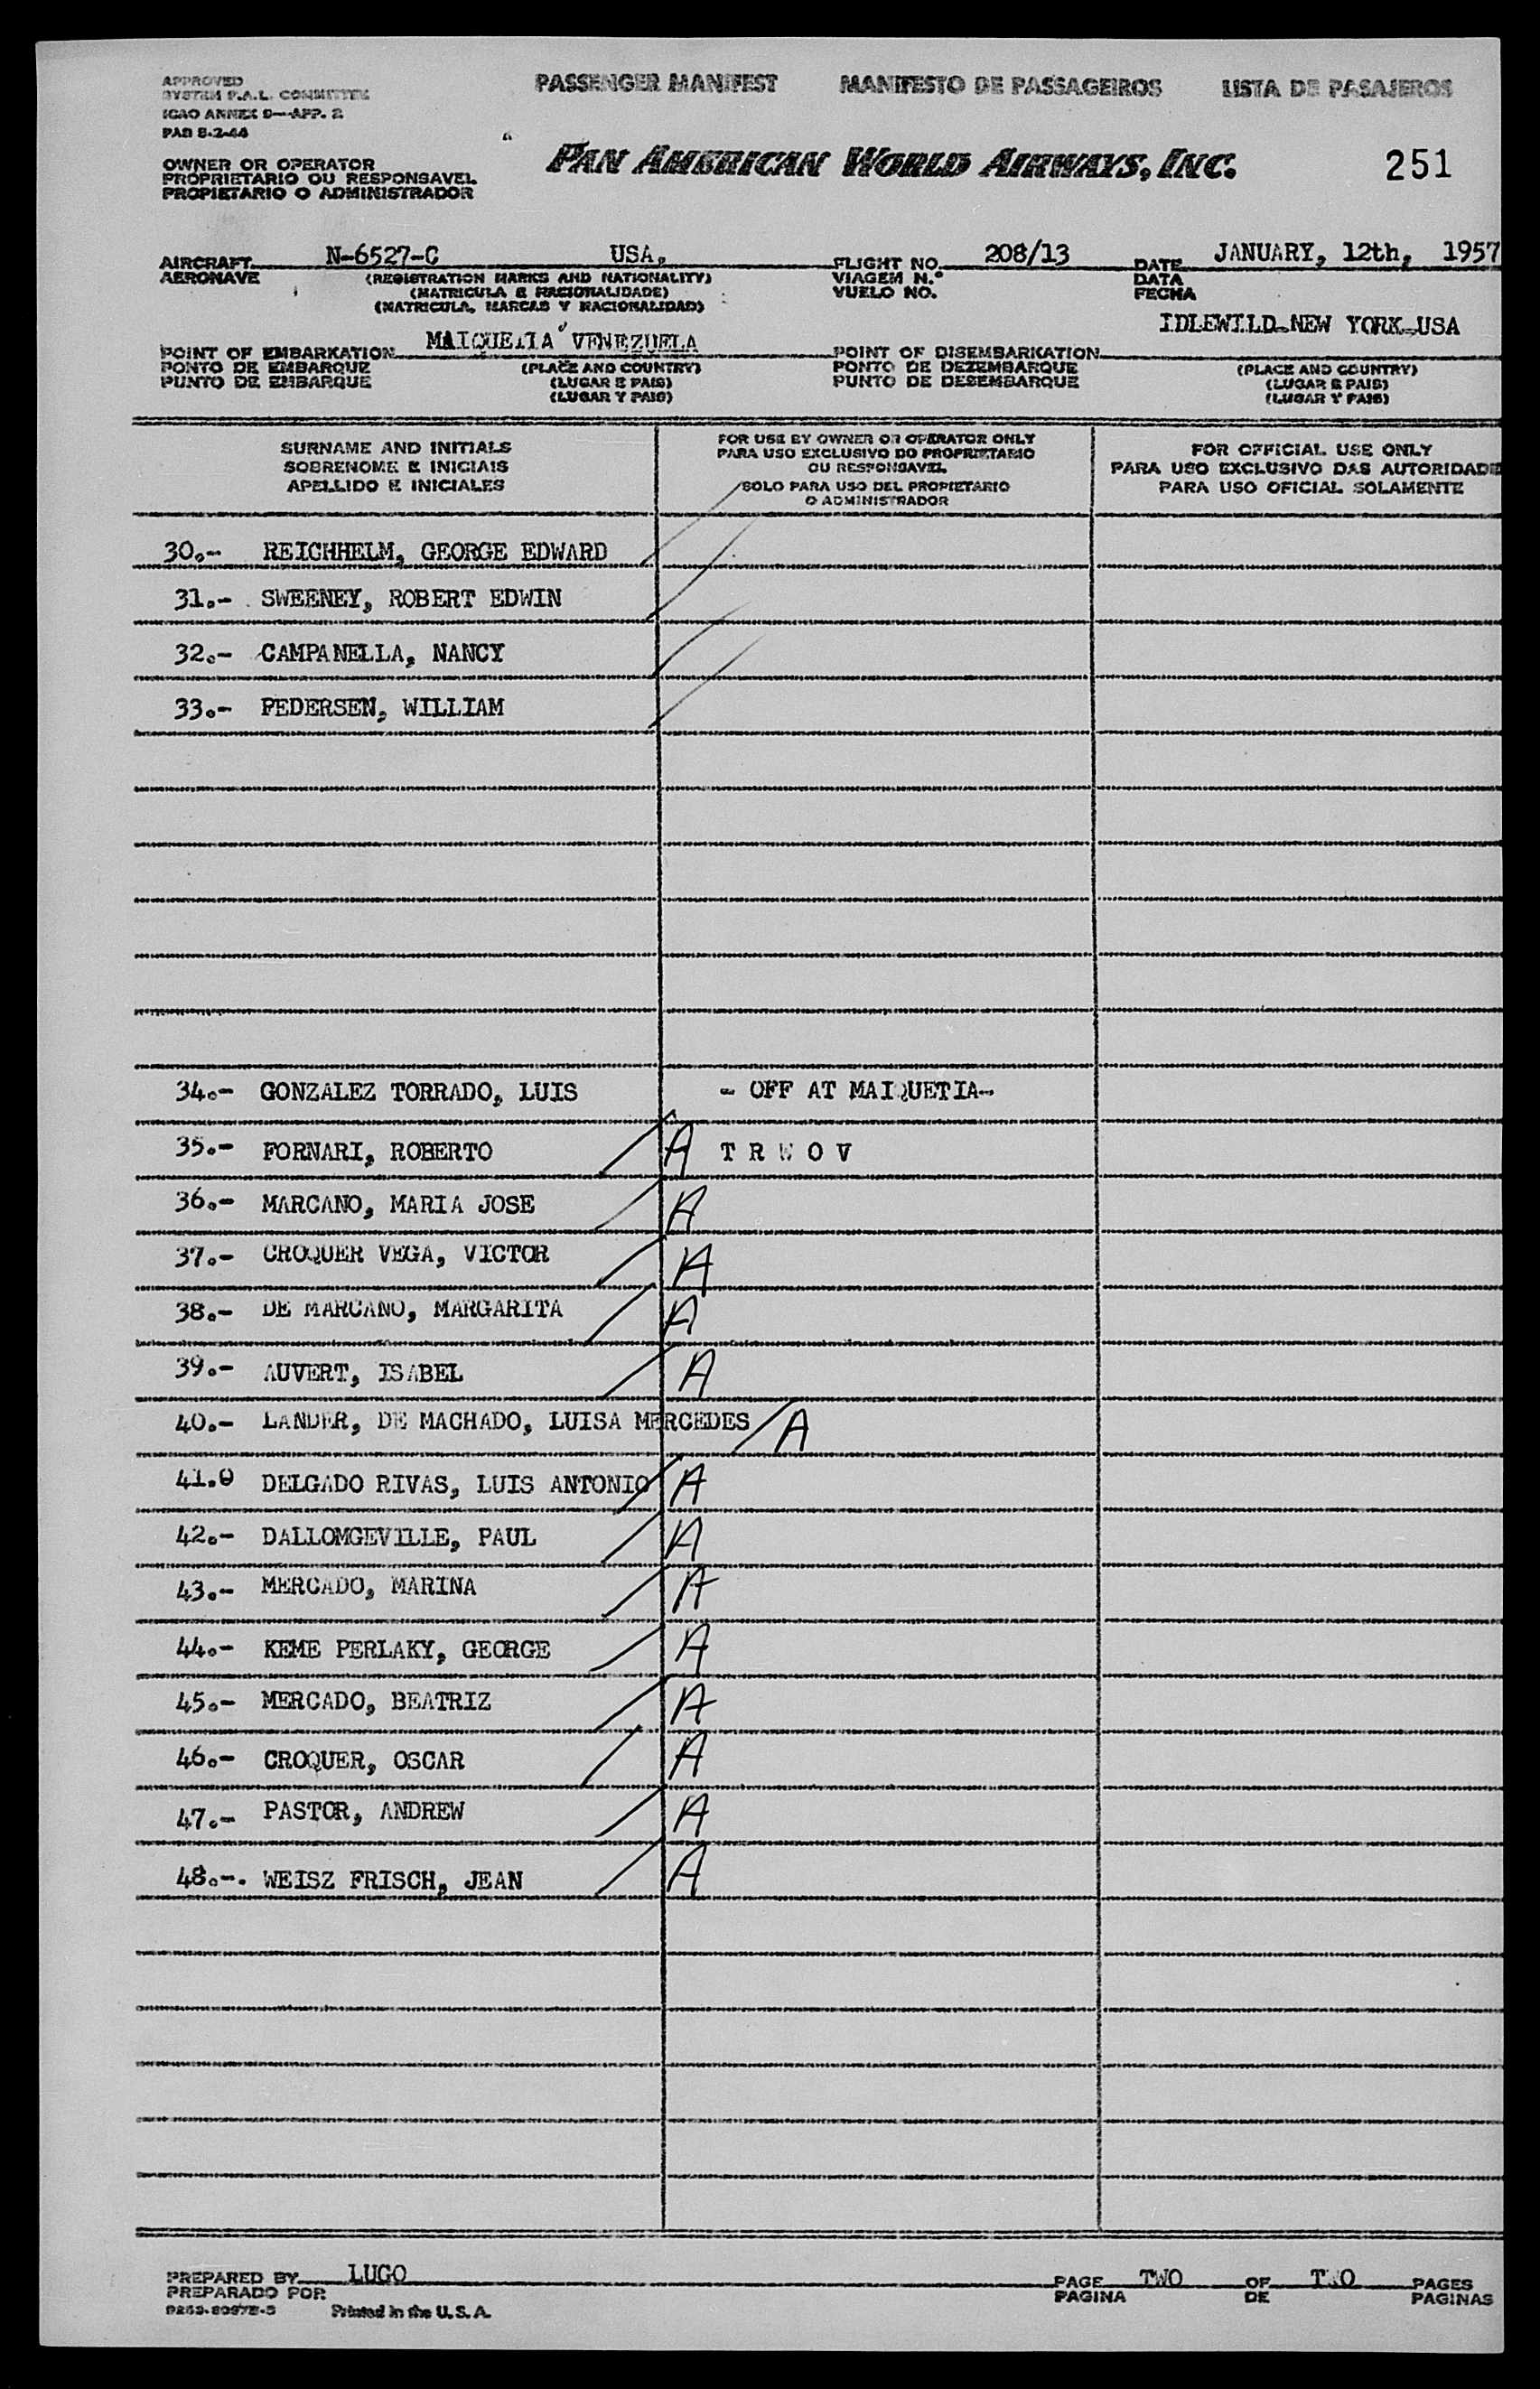 APPROVED
SYSTEM P.A.L. COMMITTEE
ICAO ANNEX 9—APP. 2
PAB 8-2-44
PASSENGER MANIFEST MANIFESTO DE PASSAGEIROS LISTA DE PASAJEROS
OWNER OR OPERATOR
PROPRIETARIO OU RESPONSAVEL
PROPIETARIO O ADMINISTRADOR
PAN AMERICAN WORLD AIRWAYS, INC.
251
AIRCRAFT N-6527-C USA, FLIGHT NO. 208/13 DATE JANUARY, 12th, 1957
AERONAVE (REGISTRATION MARKS AND NATIONALITY) VIAGEM N.º DATA
(MATRICULA E NACIONALIDADE) VUELO NO. FECHA
(MATRICULA, MARCAS Y NACIONALIDAD)
POINT OF EMBARKATION MAIQUETIA VENEZUELA POINT OF DISEMBARKATION IDLEWILD-NEW YORK-USA
PONTO DE EMBARQUE (PLACE AND COUNTRY) PONTO DE DEZEMBARQUE (PLACE AND COUNTRY)
PUNTO DE EMBARQUE (LUGAR E PAIS) PUNTO DE DESEMBARQUE (LUGAR E PAIS)
(LUGAR Y PAIS) (LUGAR Y PAIS)
SURNAME AND INITIALS
SOBRENOME E INICIAIS
APELLIDO E INICIALES
FOR USE BY OWNER OR OPERATOR ONLY
PARA USO EXCLUSIVO DO PROPRIETARIO
OU RESPONSAVEL
SOLO PARA USO DEL PROPIETARIO
O ADMINISTRADOR
FOR OFFICIAL USE ONLY
PARA USO EXCLUSIVO DAS AUTORIDADE
PARA USO OFICIAL SOLAMENTE
30.- REICHHELM, GEORGE EDWARD
31.- SWEENEY, ROBERT EDWIN
32.- CAMPANELLA, NANCY
33.- PEDERSEN, WILLIAM
34.- GONZALEZ TORRADO, LUIS - OFF AT MAIQUETIA-
35.- FORNARI, ROBERTO A T R W O V
36.- MARCANO, MARIA JOSE A
37.- CROQUER VEGA, VICTOR A
38.- DE MARCANO, MARGARITA A
39.- AUVERT, ISABEL A
40.- LANDER, DE MACHADO, LUISA MERCEDES A
41.0 DELGADO RIVAS, LUIS ANTONIO A
42.- DALLOMGEVILLE, PAUL A
43.- MERCADO, MARINA A
44.- KEME PERLAKY, GEORGE A
45.- MERCADO, BEATRIZ A
46.- CROQUER, OSCAR A
47.- PASTOR, ANDREW A
48.-. WEISZ FRISCH, JEAN A
PREPARED BY LUGO PAGE TWO OF TWO PAGES
PREPARADO POR PAGINA DE PAGINAS
Printed in the U.S.A.